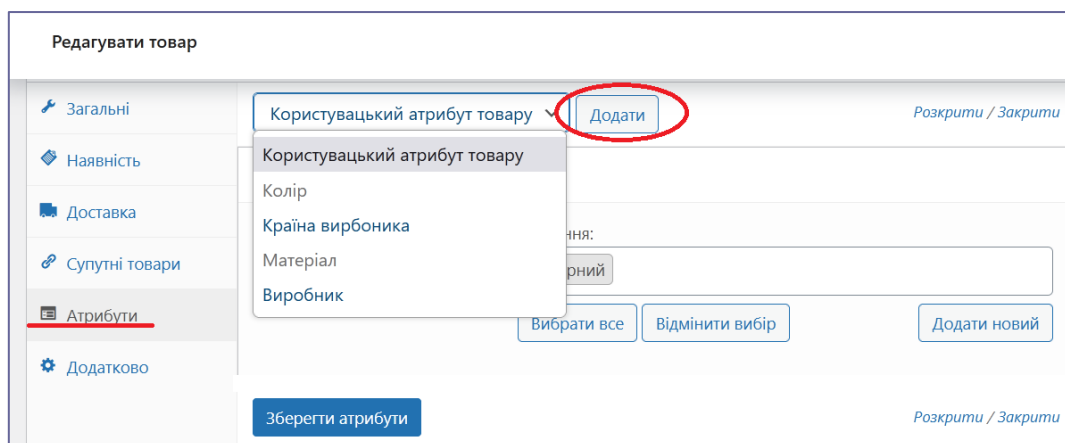 Редагувати товар
Загальні
Користувацький атрибут товару
Додати
Розкрити / Закрити
Наявність
Користувацький атрибут товару
Колір
Доставка
Країна вирбоника
ння:
Супутні товари
Матеріал
рний
Атрибути
Виробник
Вибрати все
Відмінити вибір
Додати новий
Додатково
Зберегти атрибути
Розкрити / Закрити